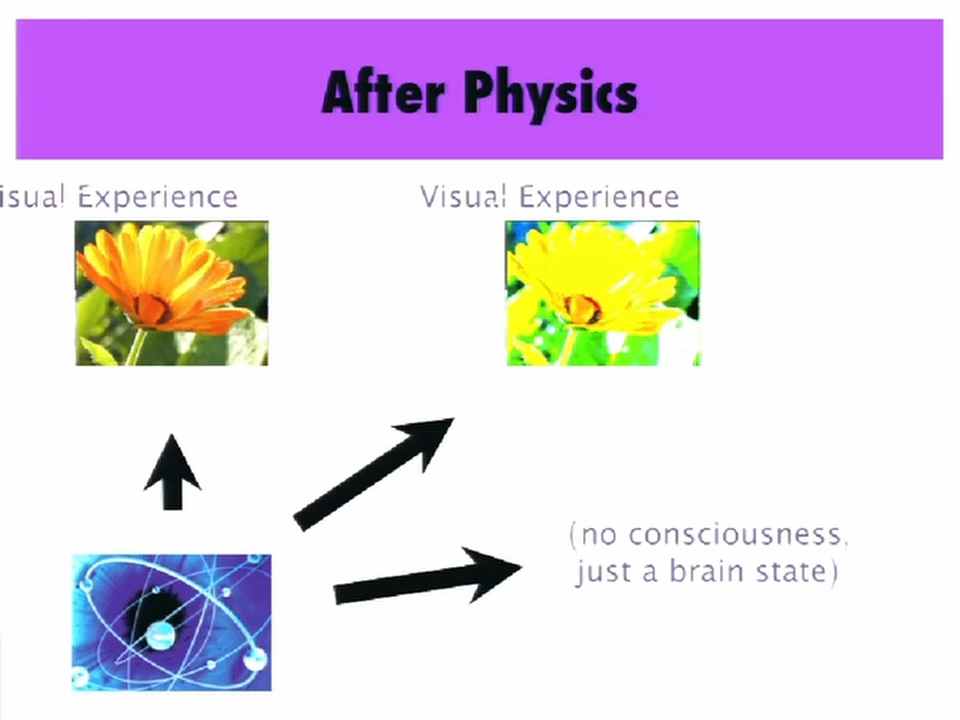 After Physics
isual Experience
Visual Experience
(no consciousness,
just a brain state)